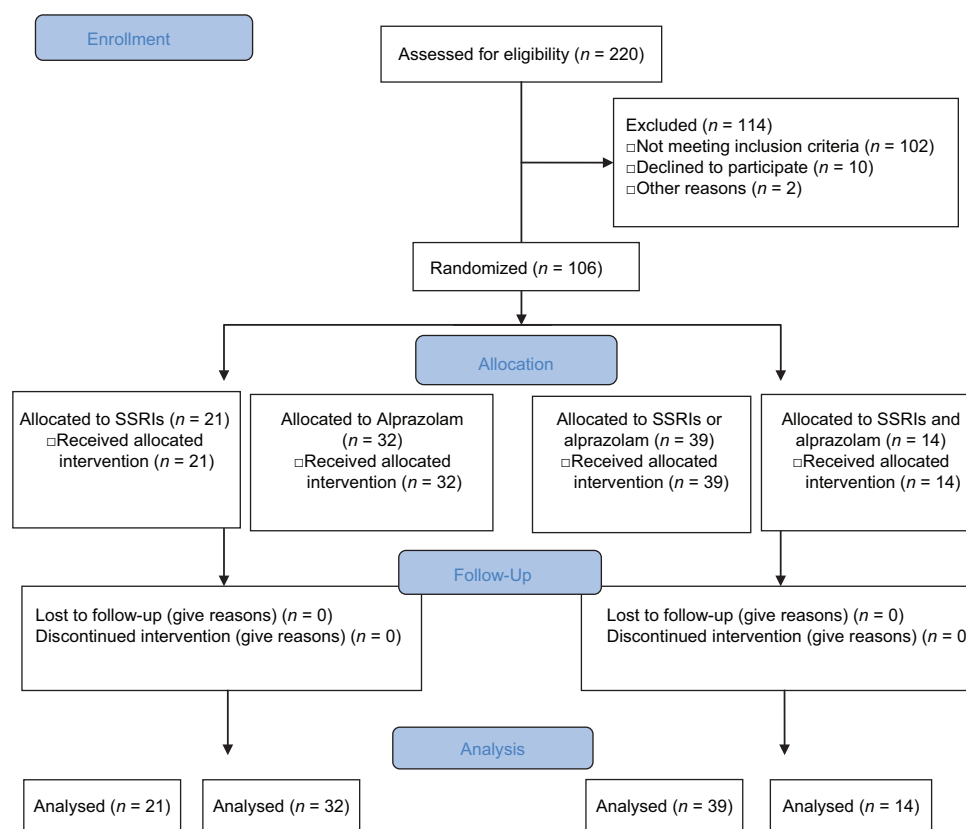 Enrollment
Assessed for eligibility (n = 220)
Excluded (n = 114)
□Not meeting inclusion criteria (n = 102)
□Declined to participate (n = 10)
□Other reasons (n = 2)
Randomized (n = 106)
Allocation
Allocated to SSRIs (n = 21)
□Received allocated
intervention (n = 21)
Allocated to Alprazolam
(n = 32)
□Received allocated
intervention (n = 32)
Allocated to SSRIs or
alprazolam (n = 39)
□Received allocated
intervention (n = 39)
Allocated to SSRIs and
alprazolam (n = 14)
□Received allocated
intervention (n = 14)
Follow-Up
Lost to follow-up (give reasons) (n = 0)
Discontinued intervention (give reasons) (n = 0)
Lost to follow-up (give reasons) (n = 0)
Discontinued intervention (give reasons) (n = 0
Analysis
Analysed (n = 21)
Analysed (n = 32)
Analysed (n = 39)
Analysed (n = 14)